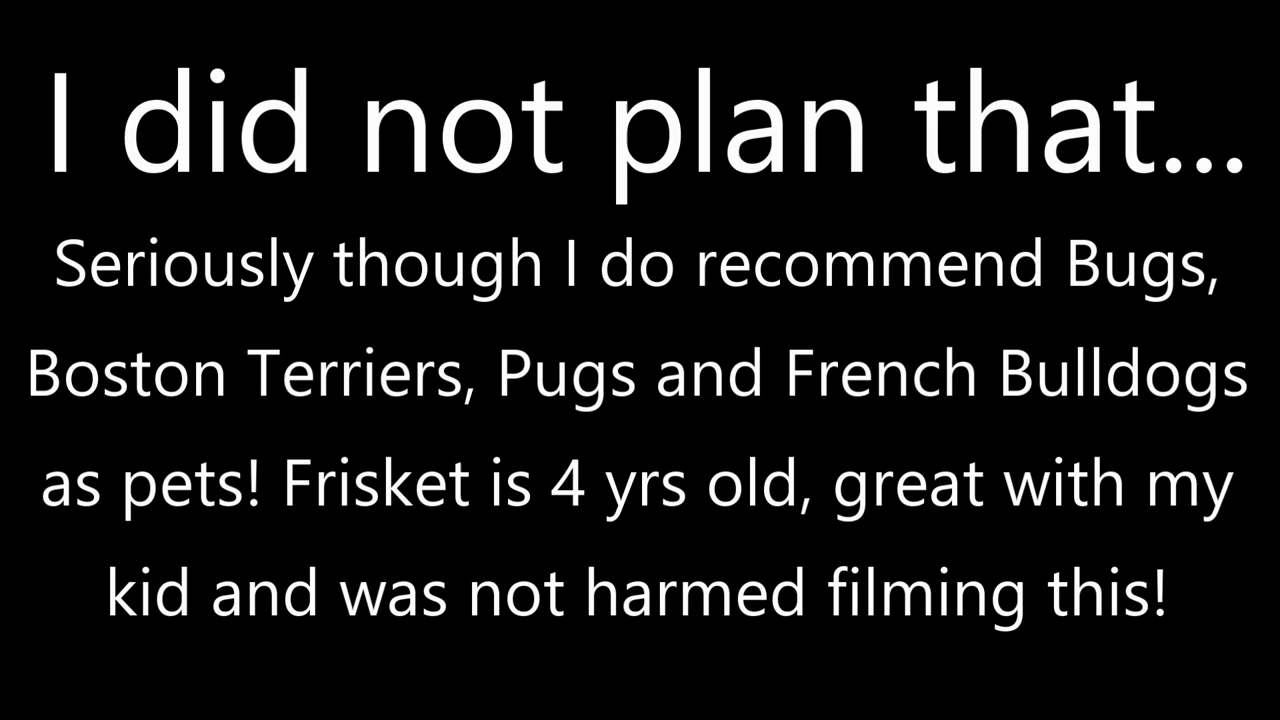 I did not plan that...
Seriously though I do recommend Bugs,
Boston Terriers, Pugs and French Bulldogs
as pets! Frisket is 4 yrs old, great with my
kid and was not harmed filming this!